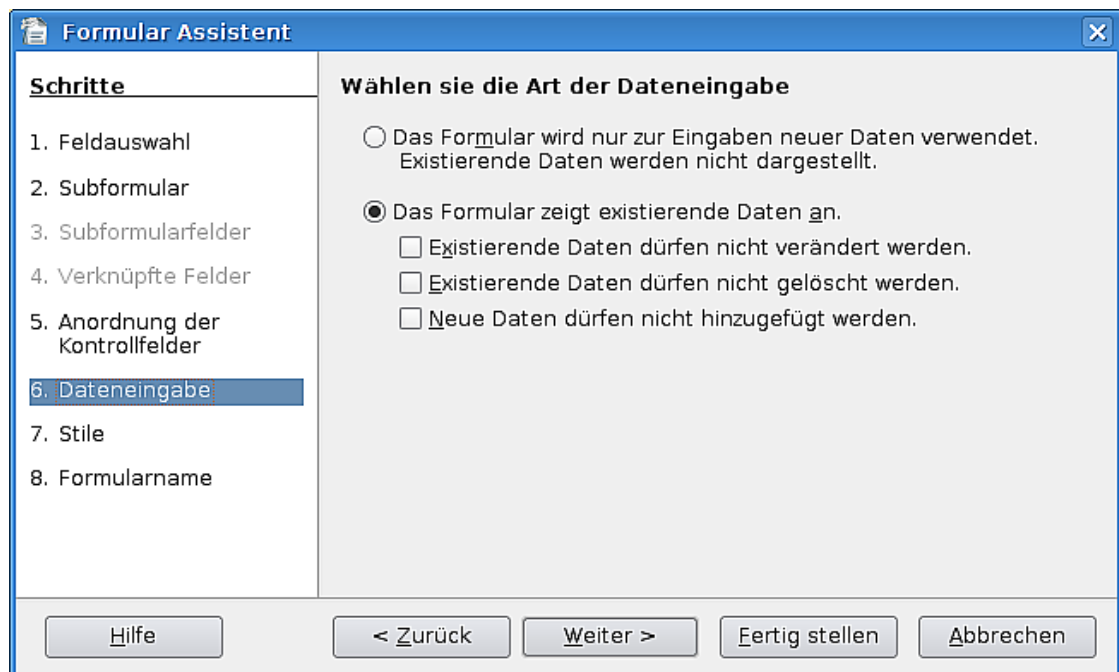 Formular Assistent
Schritte
1. Feldauswahl
2. Subformular
3. Subformularfelder
4. Verknüpfte Felder
5. Anordnung der
Kontrollfelder
6. Dateneingabe
7. Stile
8. Formularname
Wählen sie die Art der Dateneingabe
Das Formular wird nur zur Eingaben neuer Daten verwendet.
Existierende Daten werden nicht dargestellt.
Das Formular zeigt existierende Daten an.
Existierende Daten dürfen nicht verändert werden.
Existierende Daten dürfen nicht gelöscht werden.
Neue Daten dürfen nicht hinzugefügt werden.
Hilfe
< Zurück
Weiter >
Fertig stellen
Abbrechen